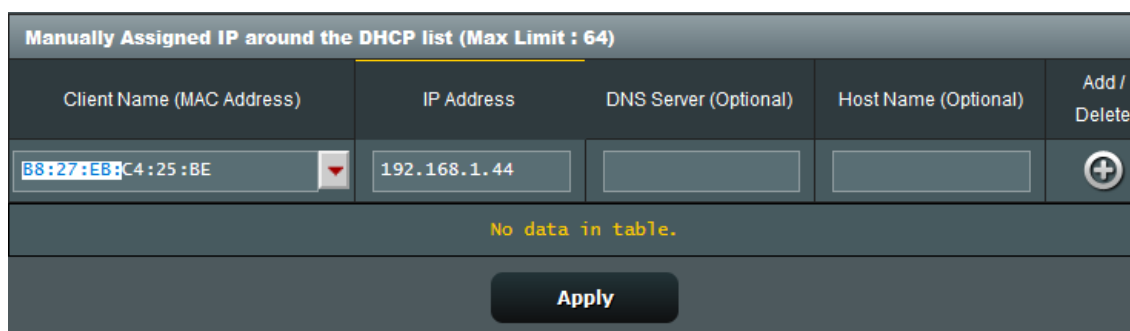 Manually Assigned IP around the DHCP list (Max Limit : 64)
Client Name (MAC Address) IP Address DNS Server (Optional) Host Name (Optional) Add / Delete
B8:27:EB:C4:25:BE 192.168.1.44
No data in table.
Apply